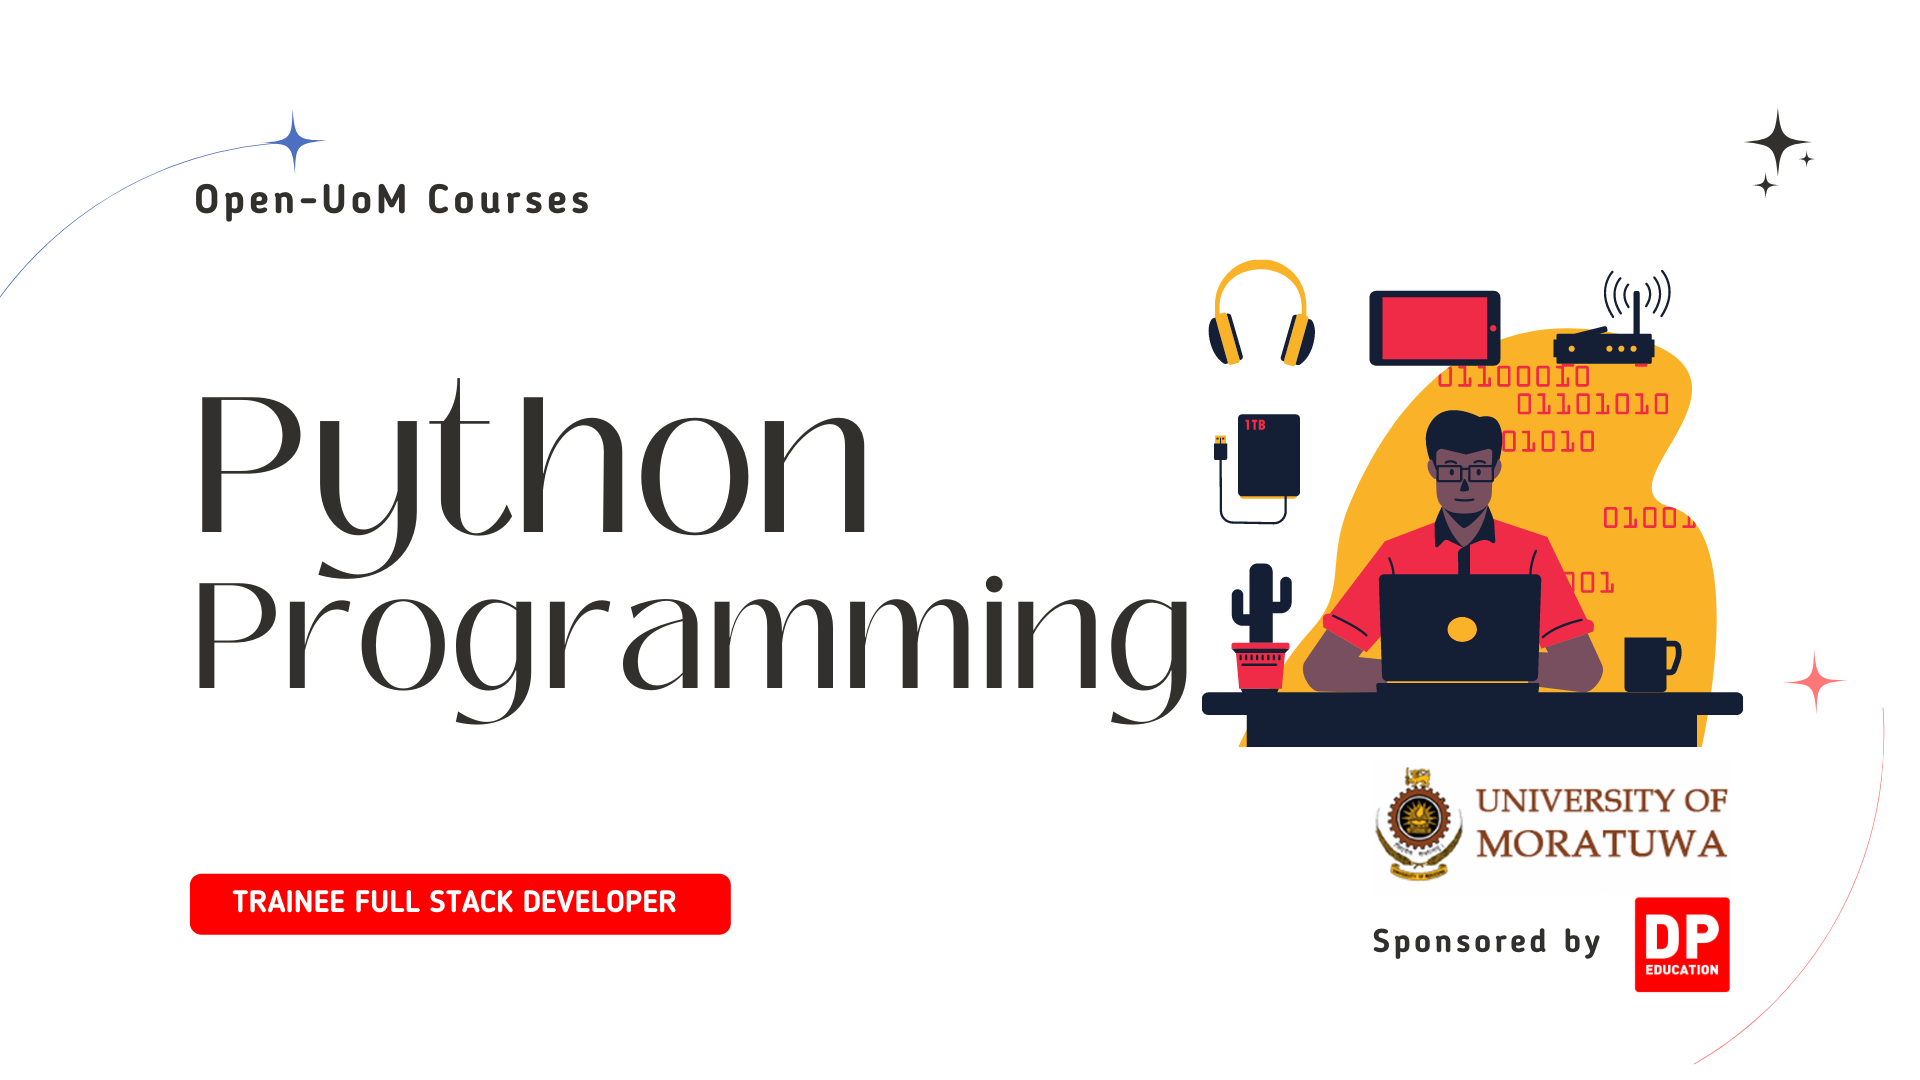 Open-UoM Courses
Python
Programming
1TB
01100010
01101010
01010
01001
001
UNIVERSITY OF
MORATUWA
TRAINEE FULL STACK DEVELOPER
Sponsored by
DP
EDUCATION